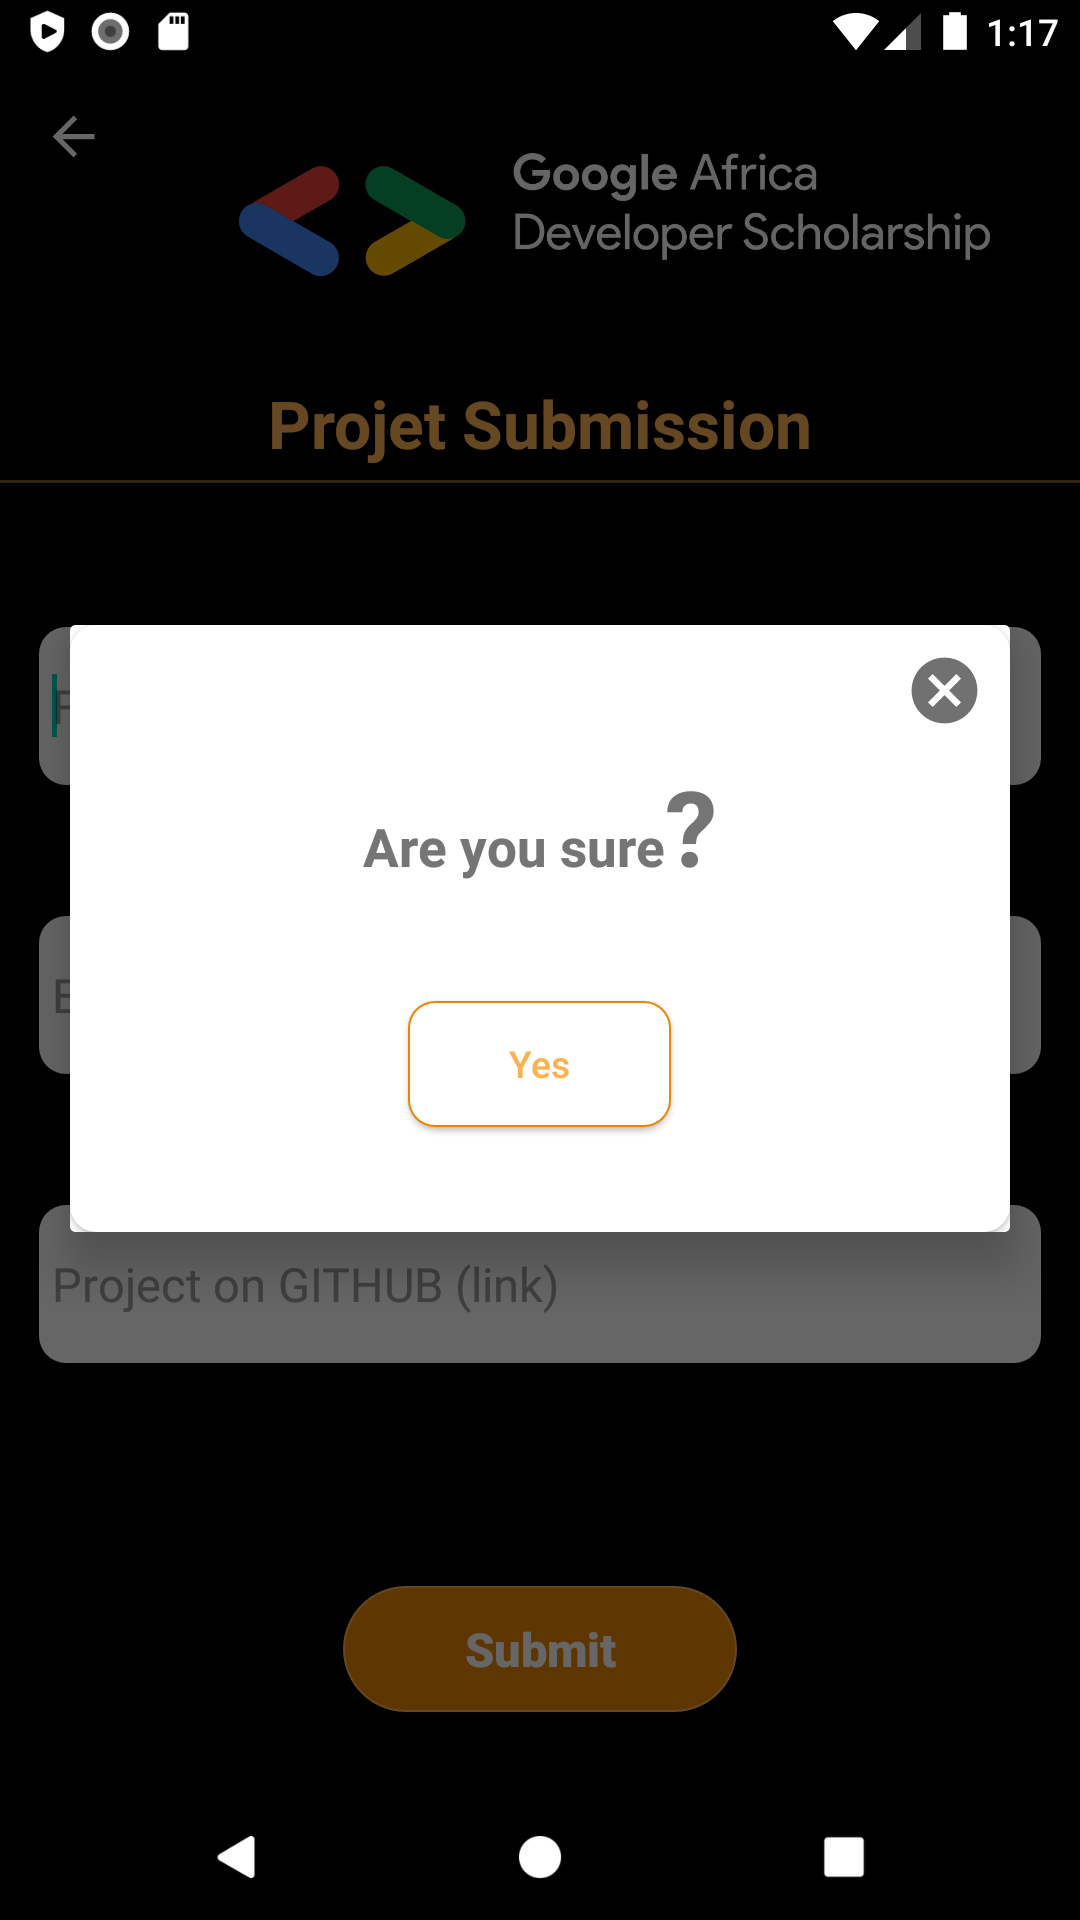 1:17
Google Africa
Developer Scholarship
Projet Submission
Are you sure?
Yes
Project on GITHUB (link)
Submit